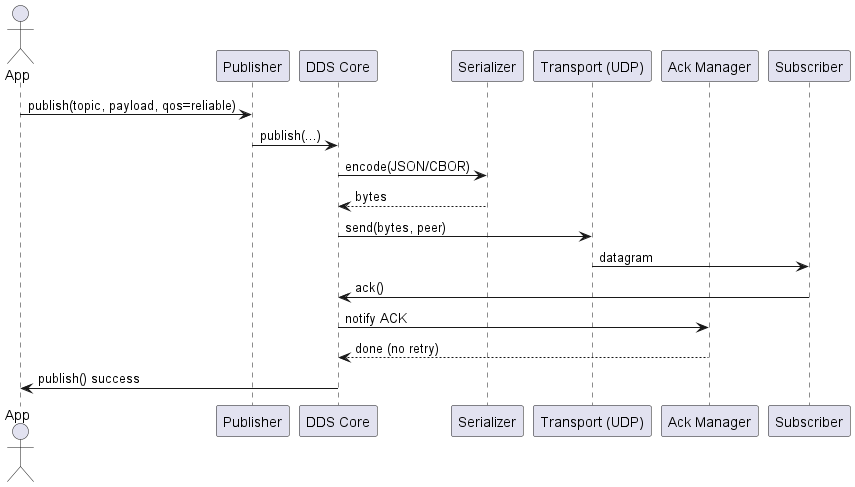 App
Publisher
DDS Core
Serializer
Transport (UDP)
Ack Manager
Subscriber
publish(topic, payload, qos=reliable)
publish(...)
encode(JSON/CBOR)
bytes
send(bytes, peer)
datagram
ack()
notify ACK
done (no retry)
publish() success
App
Publisher
DDS Core
Serializer
Transport (UDP)
Ack Manager
Subscriber